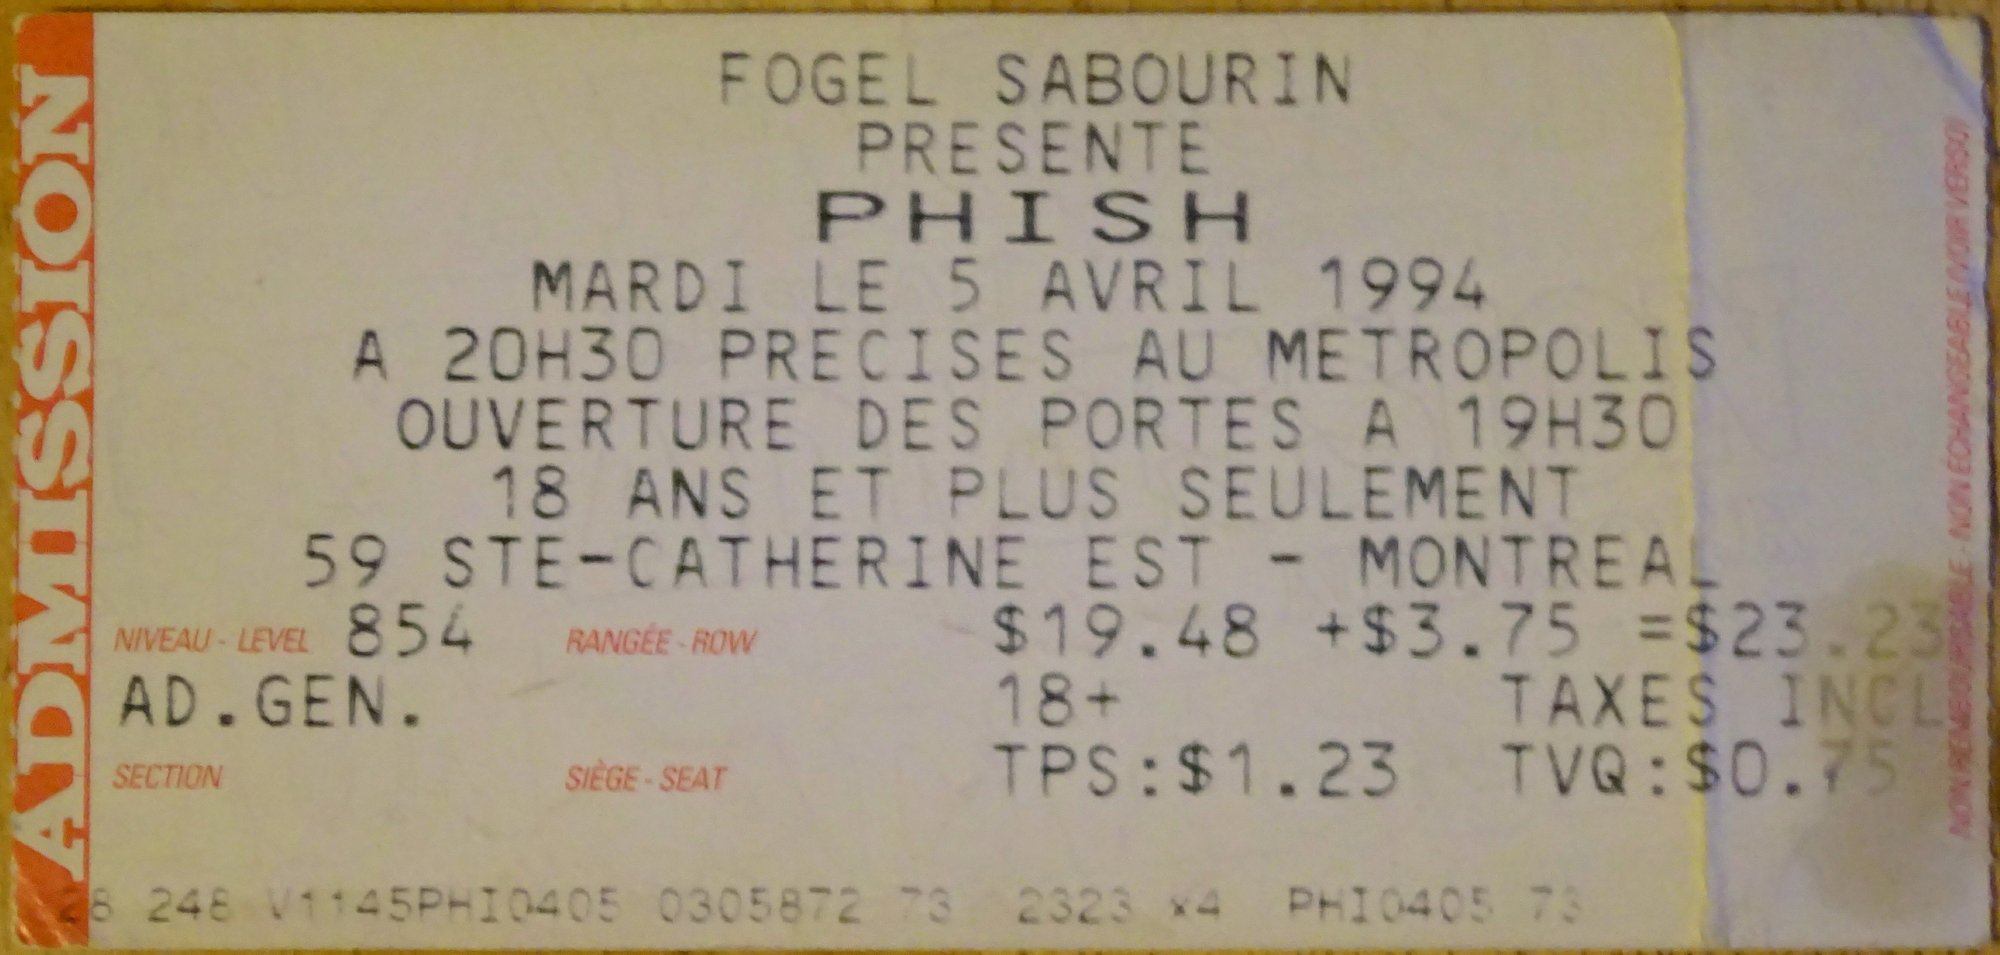 ADMISSION
FOGEL SABOURIN
PRESENTE
PHISH
MARDI LE 5 AVRIL 1994
A 20H30 PRECISES AU METROPOLIS
OUVERTURE DES PORTES A 19H30
18 ANS ET PLUS SEULEMENT
59 STE-CATHERINE EST - MONTREAL
NIVEAU - LEVEL 854 RANGÉE - ROW $19.48 +$3.75 =$23.23
AD.GEN. 18+ TAXES INCL
SECTION SIÈGE - SEAT TPS:$1.23 TVQ:$0.75
28 248 V1145PHI0405 0305872 73 2323 x4 PHI0405 73
NON REMBOURSABLE - NON ÉCHANGEABLE (VOIR VERSO)